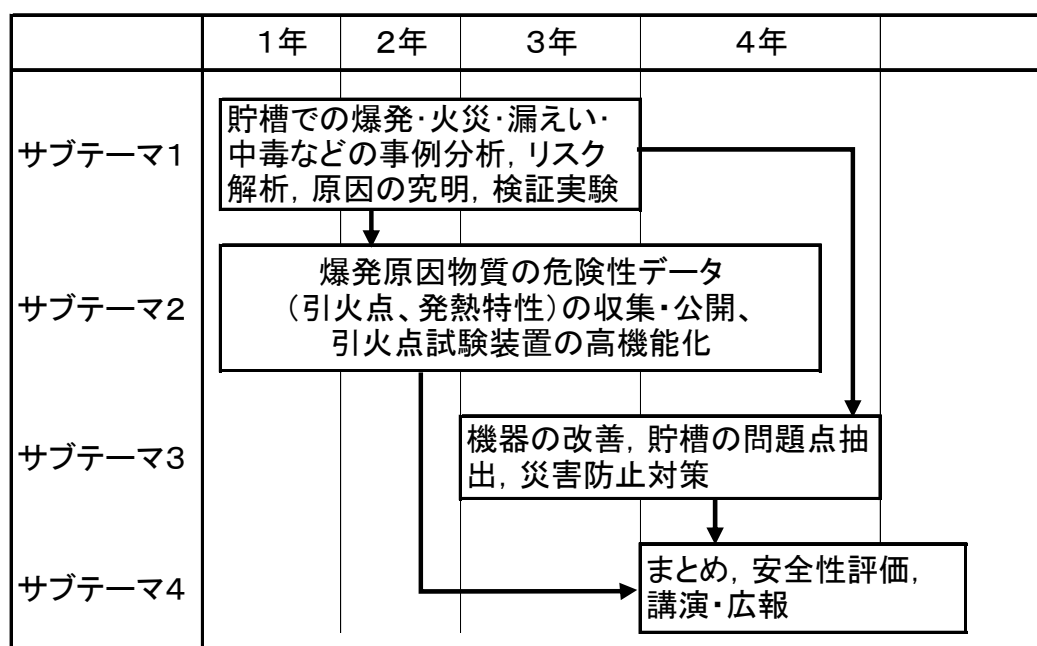 1年
2年
3年
4年
サブテーマ1
貯槽での爆発・火災・漏えい・
中毒などの事例分析, リスク
解析, 原因の究明, 検証実験
サブテーマ2
爆発原因物質の危険性データ
(引火点、発熱特性)の収集・公開、
引火点試験装置の高機能化
サブテーマ3
機器の改善, 貯槽の問題点抽
出, 災害防止対策
サブテーマ4
まとめ, 安全性評価,
講演・広報